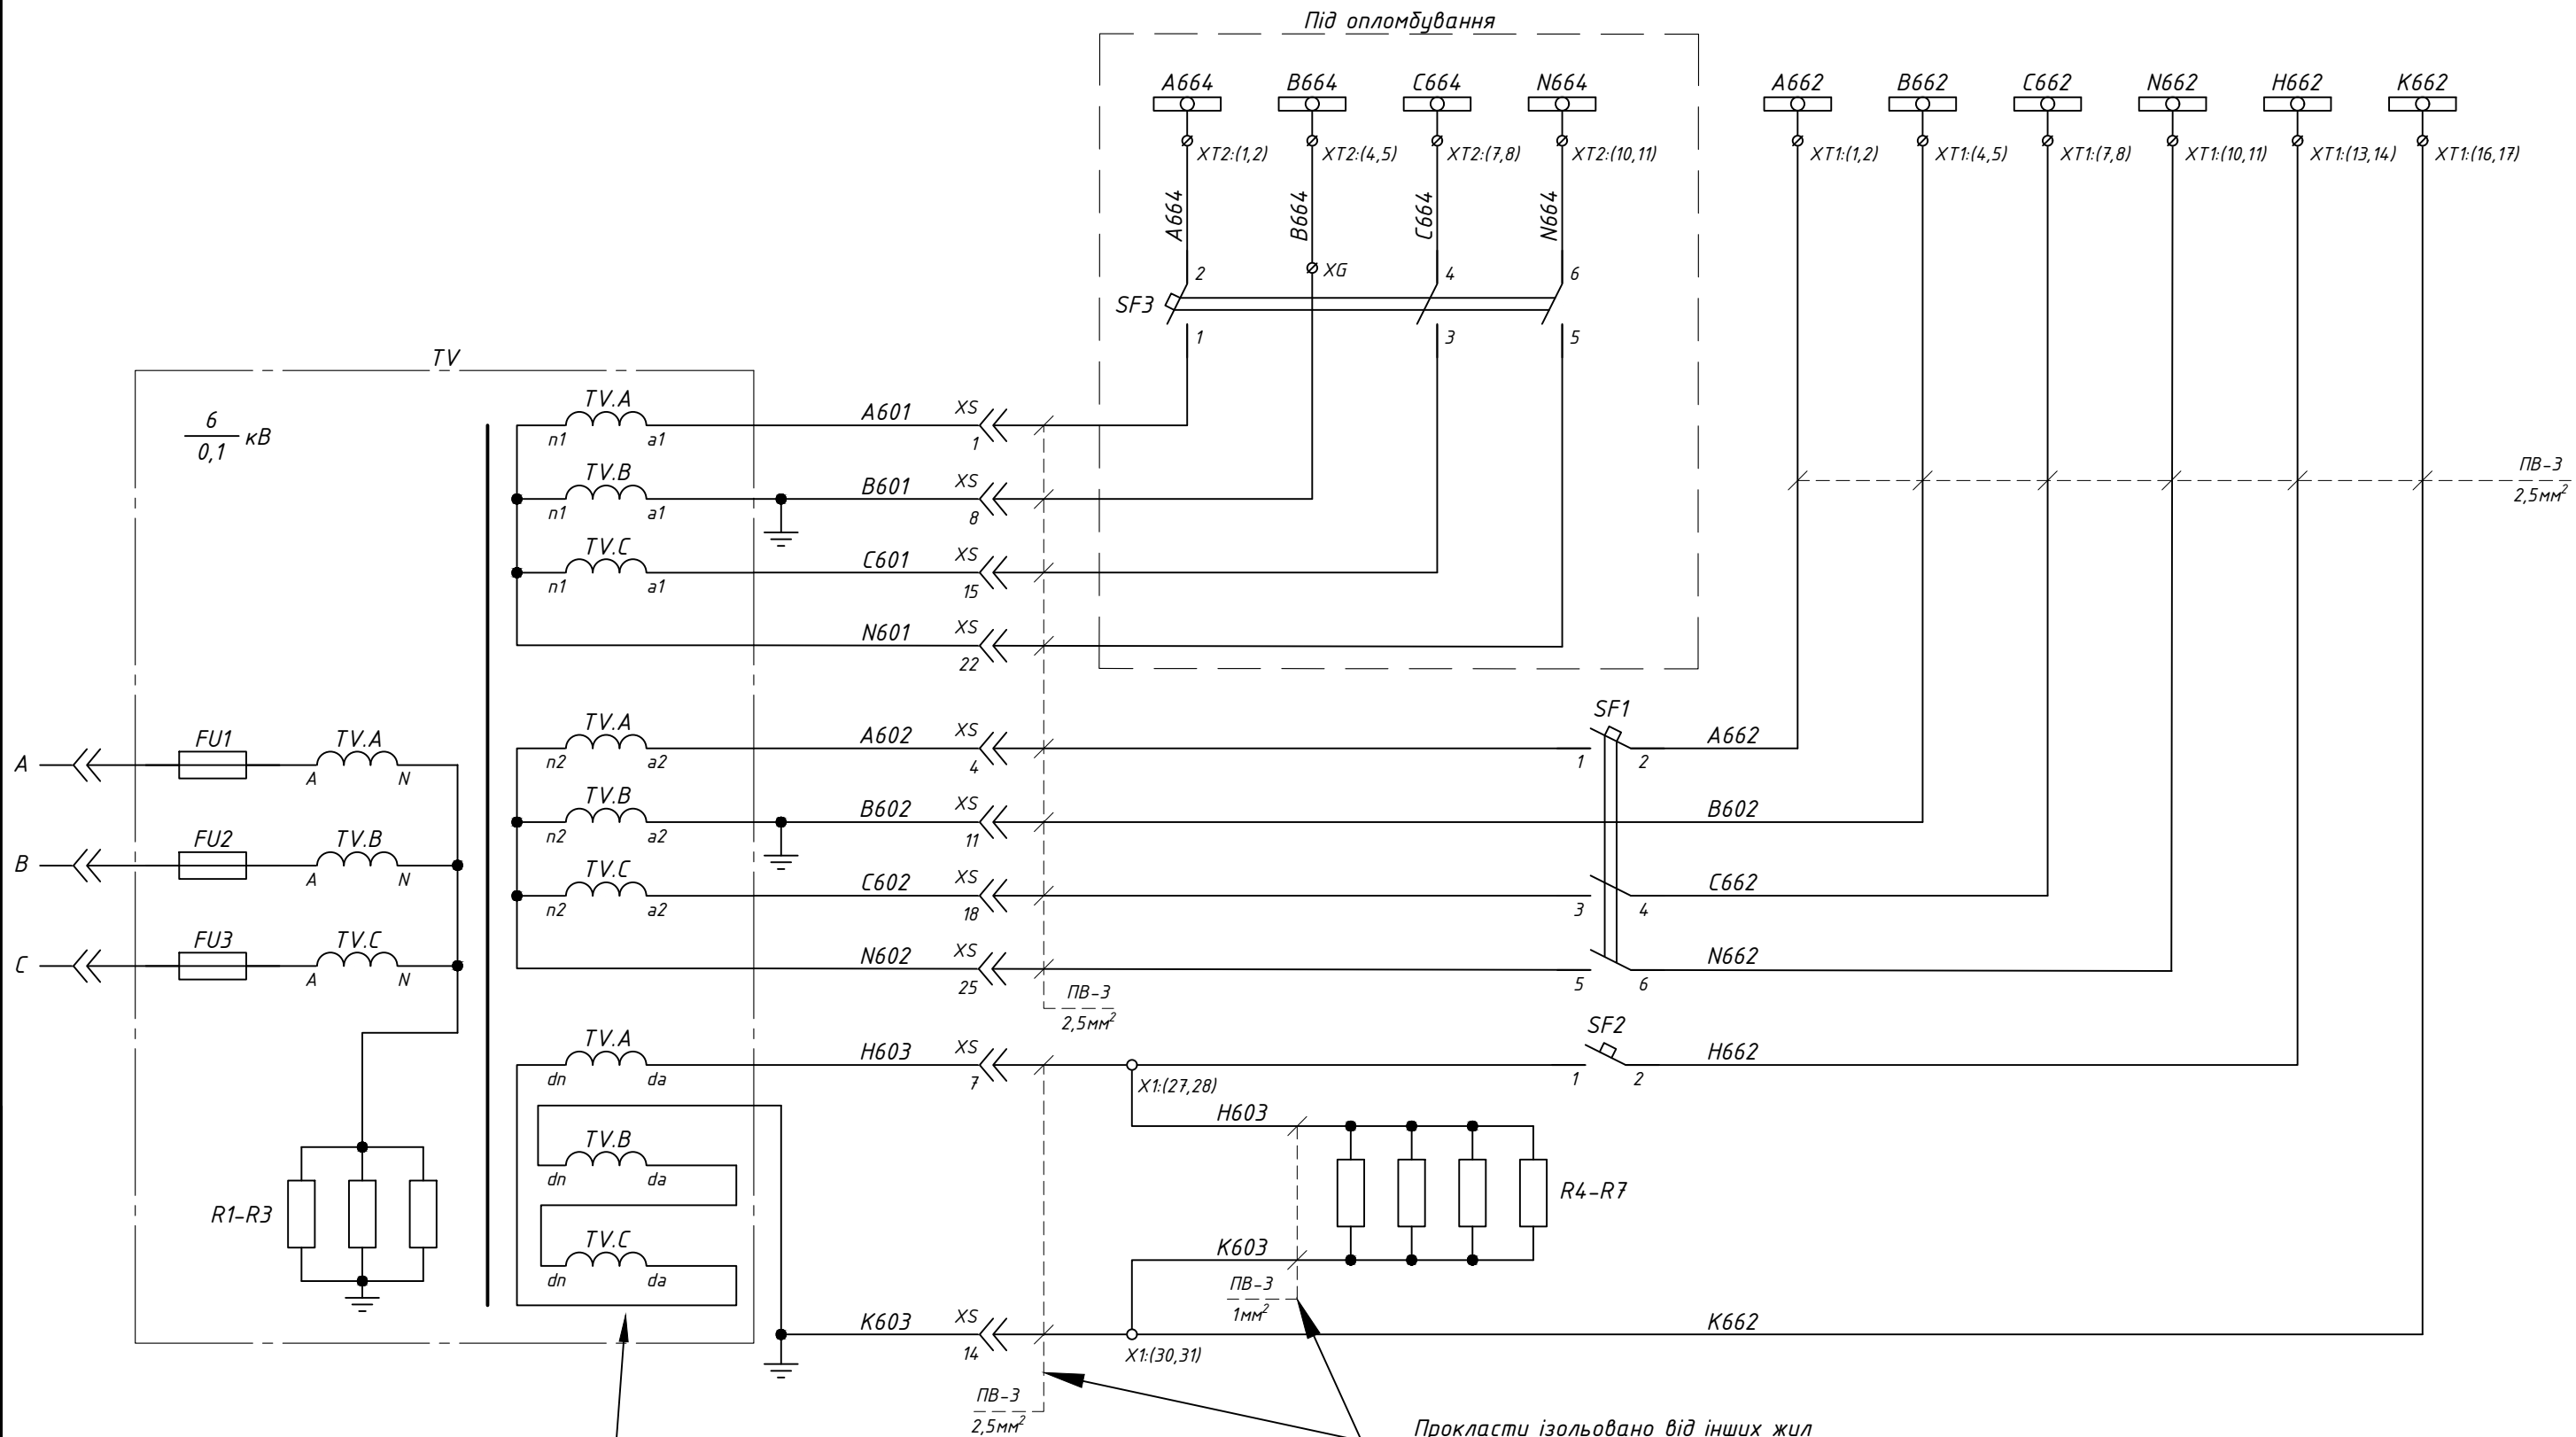 Під опломбування
A664 B664 C664 N664 A662 B662 C662 N662 H662 K662
XT2:(1,2) XT2:(4,5) XT2:(7,8) XT2:(10,11) XT1:(1,2) XT1:(4,5) XT1:(7,8) XT1:(10,11) XT1:(13,14) XT1:(16,17)
A664 B664 C664 N664
2 XG 4 6
SF3
1 3 5
TV
6
0,1 кВ
TV.A A601 XS
n1 a1 1
TV.B B601 XS
n1 a1 8
TV.C C601 XS
n1 a1 15
N601 XS
22
ПВ-3
2,5мм²
SF1
TV.A A602 XS A662
n2 a2 4 1 2
TV.B B602 XS B602
n2 a2 11
TV.C C602 XS C662
n2 a2 18 3 4
N602 XS N662
25 5 6
A FU1 TV.A
A N
B FU2 TV.B
A N
C FU3 TV.C
A N
ПВ-3
2,5мм²
SF2
TV.A H603 XS H662
dn da 7 X1:(27,28) 1 2
H603
TV.B
dn da
R1-R3 R4-R7
TV.C K603
dn da
ПВ-3
1мм²
K603 XS K662
14 X1:(30,31)
ПВ-3
2,5мм²
Прокласти ізольовано від інших жил